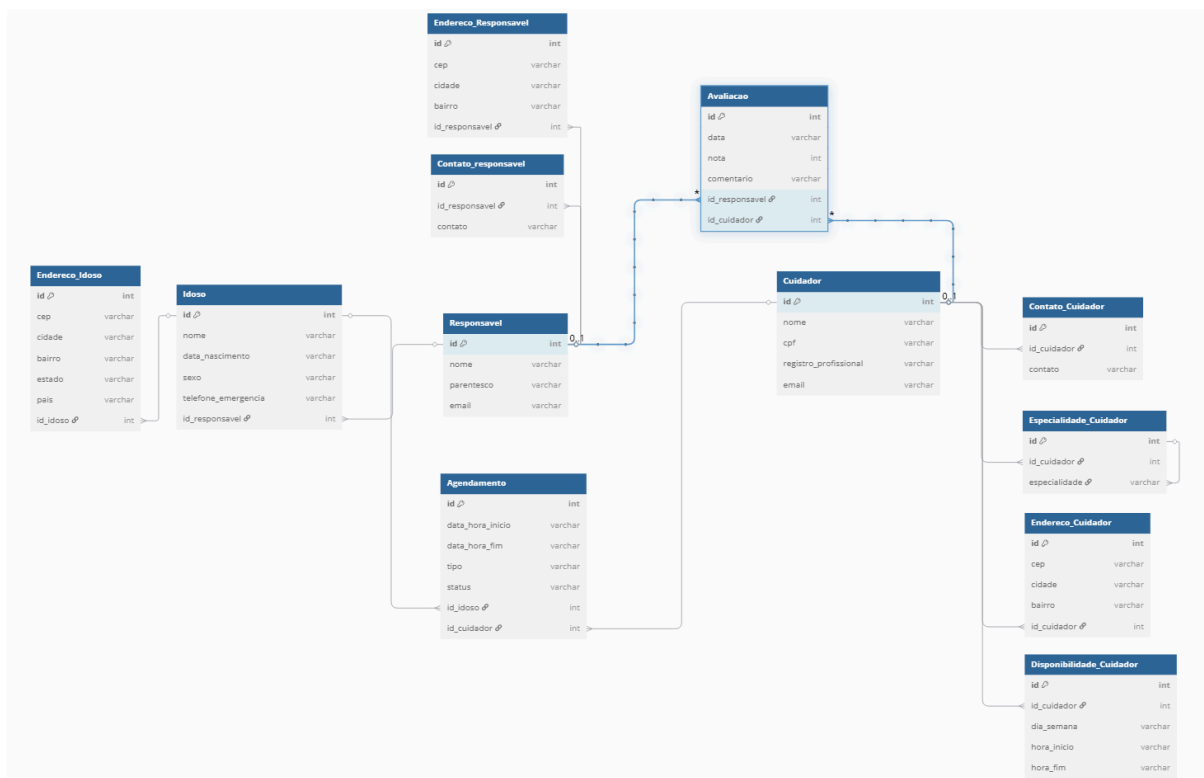 Endereco_Responsavel
id int
cep varchar
cidade varchar
bairro varchar
id_responsavel int
Contato_responsavel
id int
id_responsavel int
contato varchar
Avaliacao
id int
data varchar
nota int
comentario varchar
* id_responsavel int
id_cuidador int *
Endereco_Idoso
id int
cep varchar
cidade varchar
bairro varchar
estado varchar
pais varchar
id_idoso int
Idoso
id int
nome varchar
data_nascimento varchar
sexo varchar
telefone_emergencia varchar
id_responsavel int
Responsavel
id int 0..1
nome varchar
parentesco varchar
email varchar
Agendamento
id int
data_hora_inicio varchar
data_hora_fim varchar
tipo varchar
status varchar
id_idoso int
id_cuidador int
Cuidador
id int 0..1
nome varchar
cpf varchar
registro_profissional varchar
email varchar
Contato_Cuidador
id int
id_cuidador int
contato varchar
Especialidade_Cuidador
id int
id_cuidador int
especialidade varchar
Endereco_Cuidador
id int
cep varchar
cidade varchar
bairro varchar
id_cuidador int
Disponibilidade_Cuidador
id int
id_cuidador int
dia_semana varchar
hora_inicio varchar
hora_fim varchar